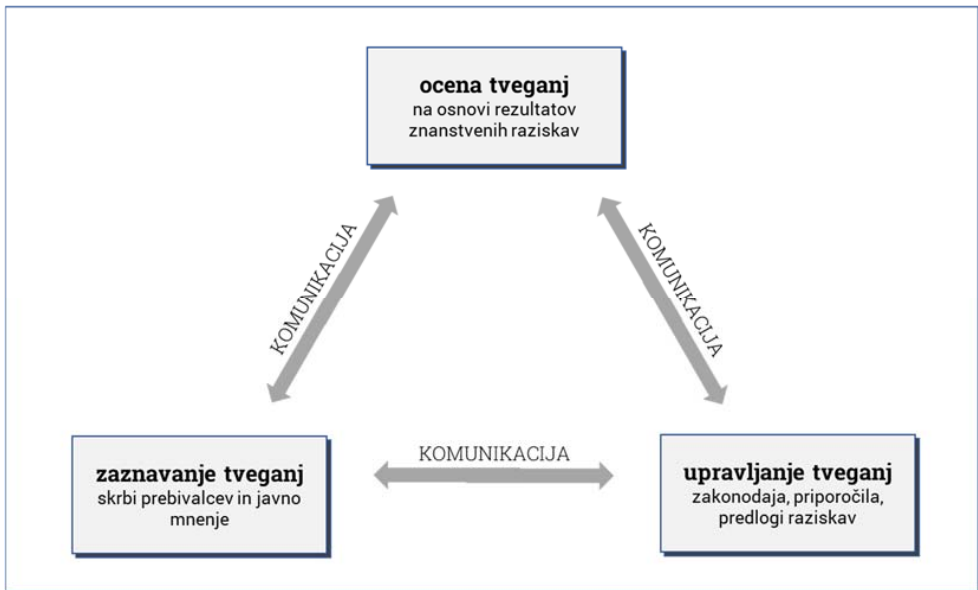 ocena tveganj
na osnovi rezultatov
znanstvenih raziskav
KOMUNIKACIJA
KOMUNIKACIJA
zaznavanje tveganj
skrbi prebivalcev in javno
mnenje
KOMUNIKACIJA
upravljanje tveganj
zakonodaja, priporočila,
predlogi raziskav